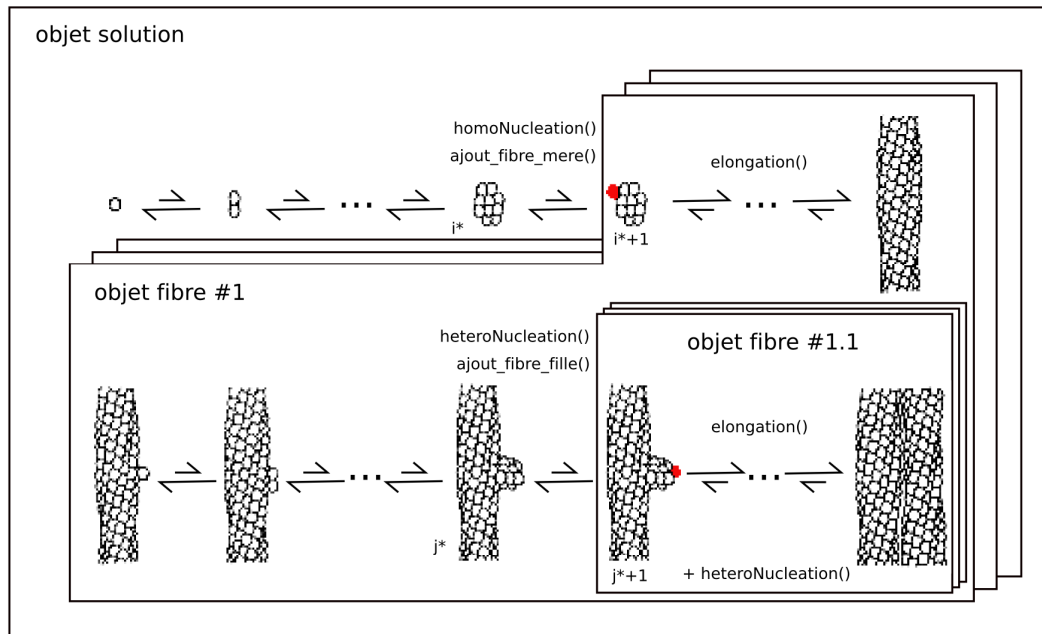 objet solution
homoNucleation()
ajout_fibre_mere()
elongation()
...
...
i*
i*+1
objet fibre #1
heteroNucleation()
ajout_fibre_fille()
objet fibre #1.1
elongation()
...
...
j*
j*+1
+ heteroNucleation()